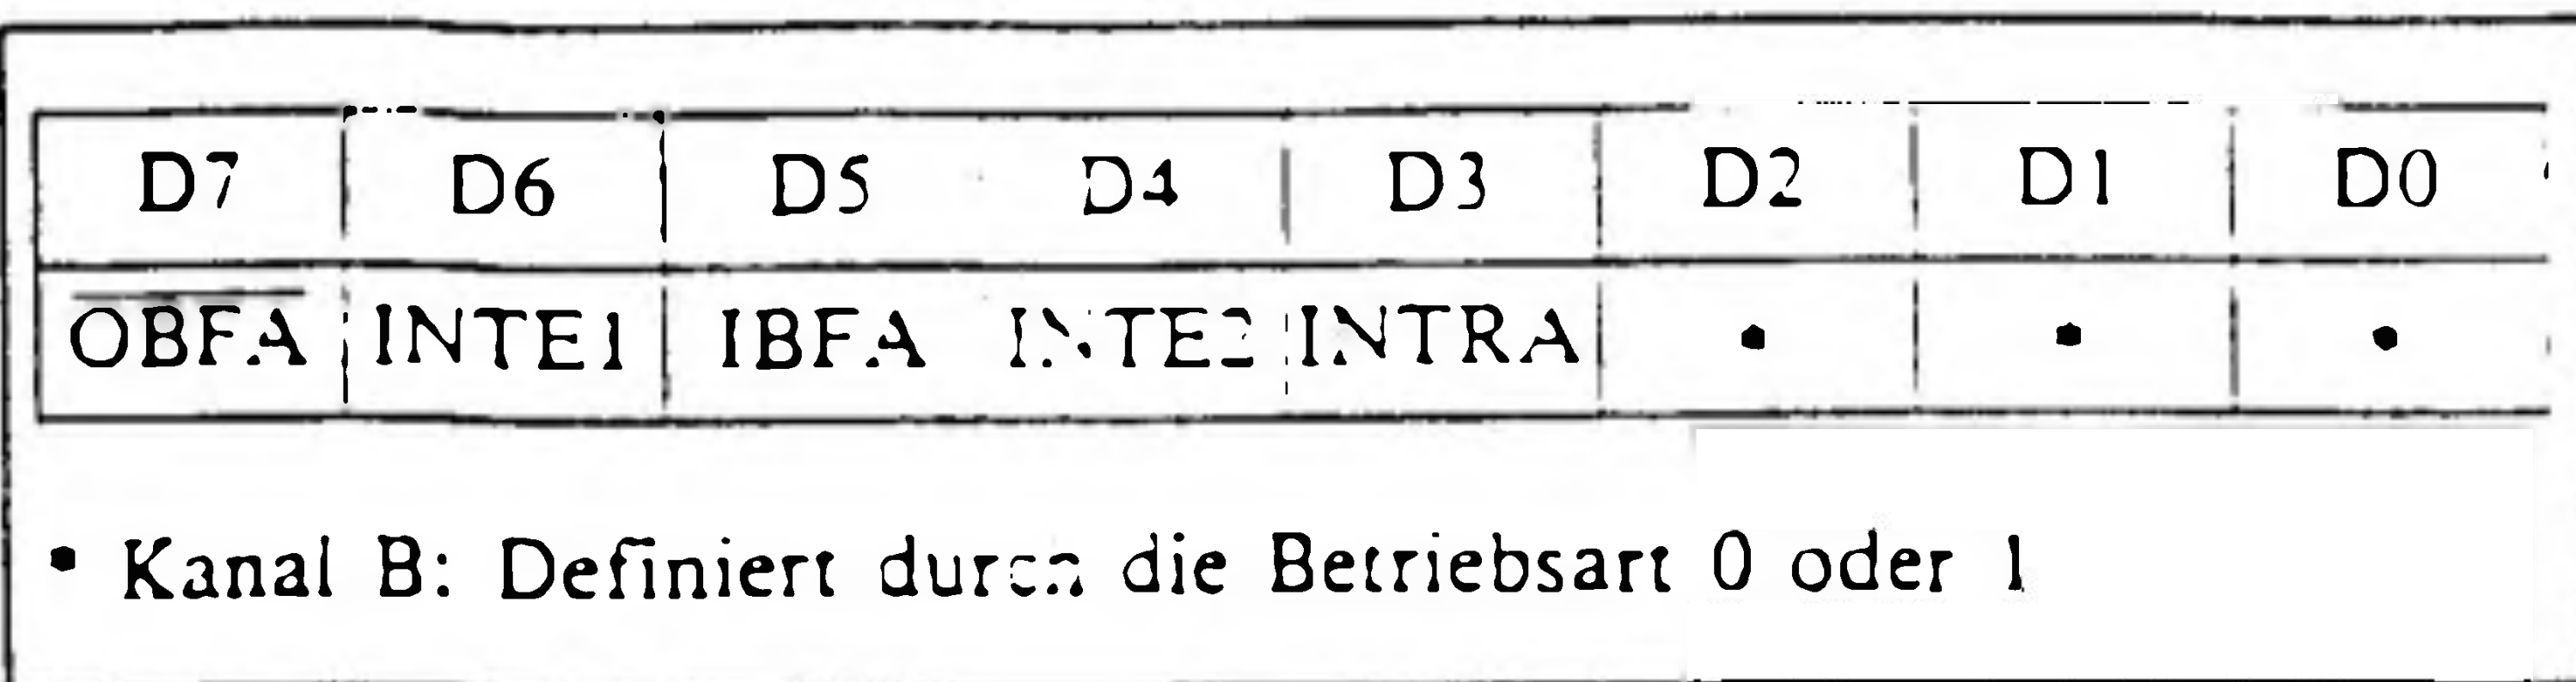 D7 D6 D5 D4 D3 D2 D1 D0
O̅B̅F̅A̅ INTE1 IBFA INTE2 INTRA • • •
• Kanal B: Definiert durch die Betriebsart 0 oder 1